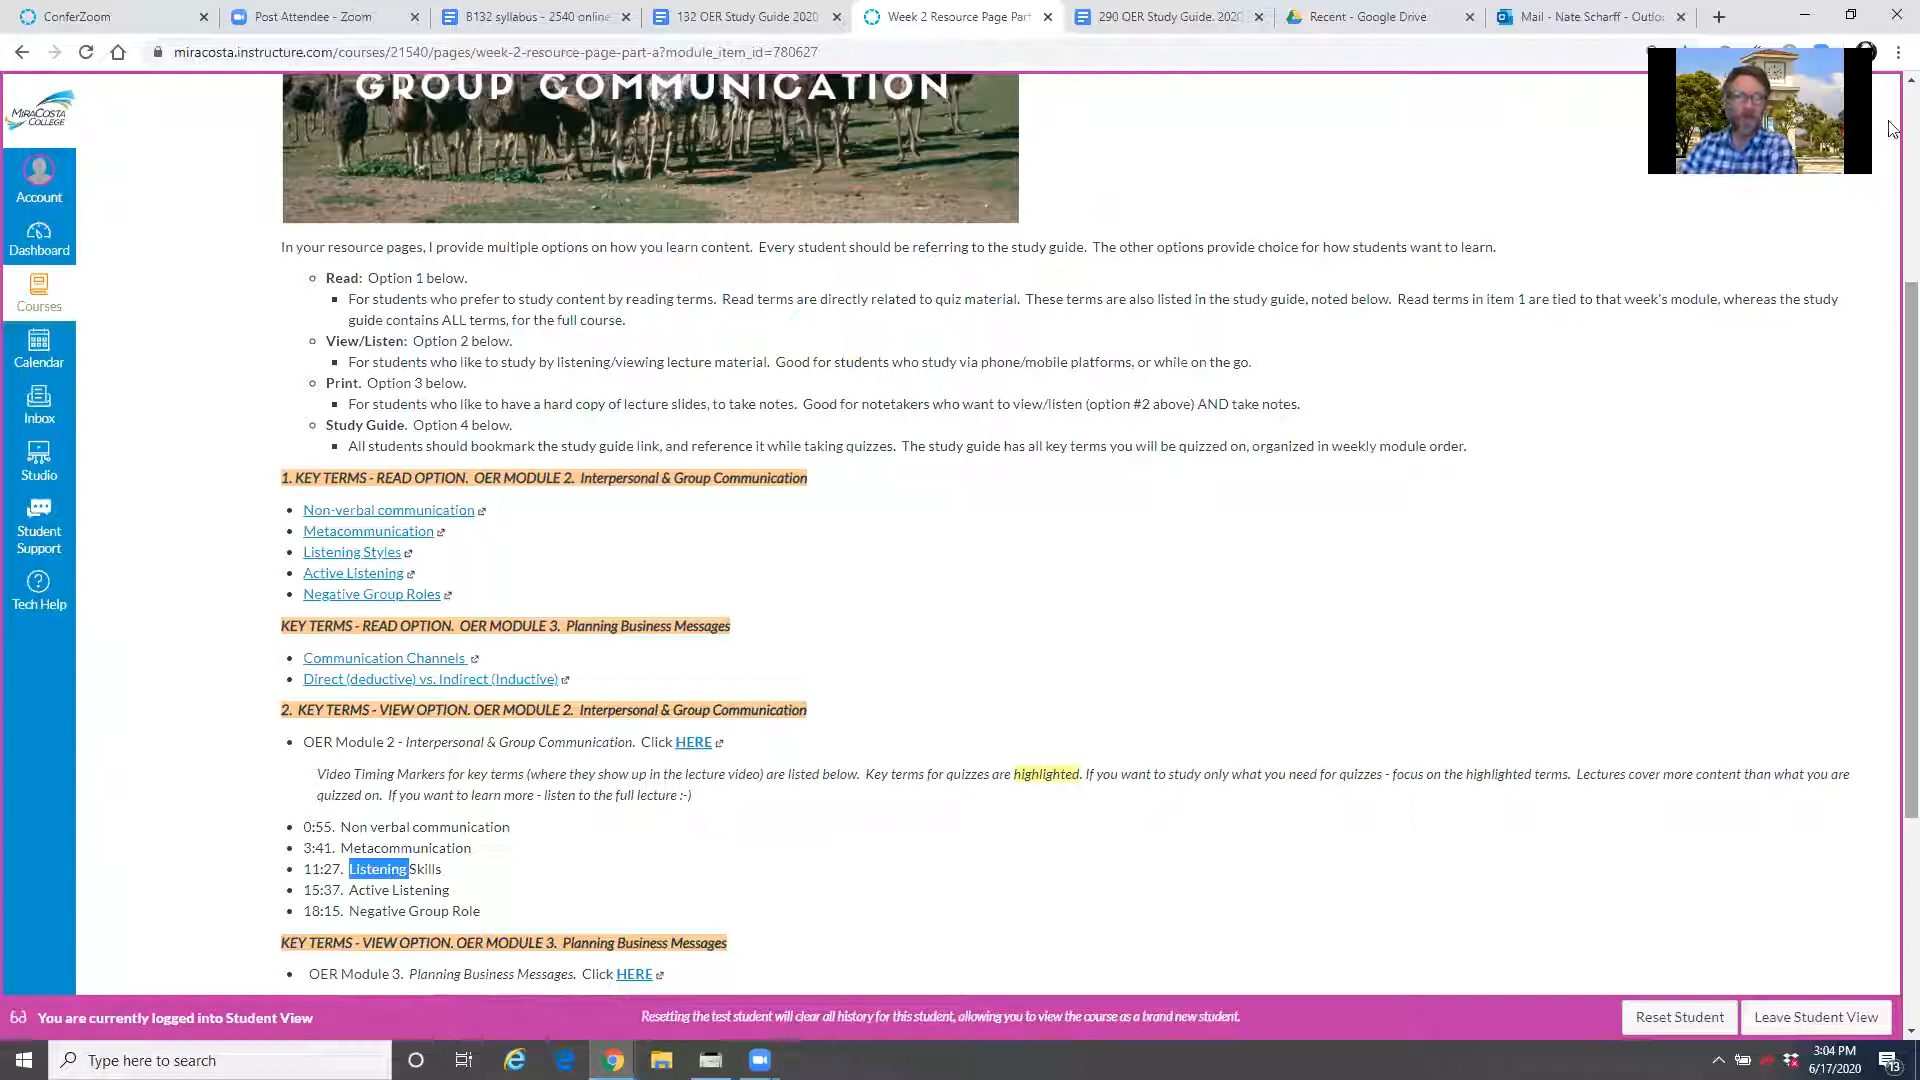 ConferZoom
Post Attendee - Zoom
B132 syllabus - 2540 online
132 OER Study Guide 2020
Week 2 Resource Page Part
290 OER Study Guide. 2020
Recent - Google Drive
Mail - Nate Scharff - Outlo
miracosta.instructure.com/courses/21540/pages/week-2-resource-page-part-a?module_item_id=780627
MIRACOSTA
COLLEGE
Account
Dashboard
Courses
Calendar
Inbox
Studio
Student
Support
Tech Help
GROUP COMMUNICATION
In your resource pages, I provide multiple options on how you learn content. Every student should be referring to the study guide. The other options provide choice for how students want to learn.
Read: Option 1 below.
For students who prefer to study content by reading terms. Read terms are directly related to quiz material. These terms are also listed in the study guide, noted below. Read terms in item 1 are tied to that week's module, whereas the study
guide contains ALL terms, for the full course.
View/Listen: Option 2 below.
For students who like to study by listening/viewing lecture material. Good for students who study via phone/mobile platforms, or while on the go.
Print. Option 3 below.
For students who like to have a hard copy of lecture slides, to take notes. Good for notetakers who want to view/listen (option #2 above) AND take notes.
Study Guide. Option 4 below.
All students should bookmark the study guide link, and reference it while taking quizzes. The study guide has all key terms you will be quizzed on, organized in weekly module order.
1. KEY TERMS - READ OPTION. OER MODULE 2. Interpersonal & Group Communication
Non-verbal communication
Metacommunication
Listening Styles
Active Listening
Negative Group Roles
KEY TERMS - READ OPTION. OER MODULE 3. Planning Business Messages
Communication Channels
Direct (deductive) vs. Indirect (Inductive)
2. KEY TERMS - VIEW OPTION. OER MODULE 2. Interpersonal & Group Communication
OER Module 2 - Interpersonal & Group Communication. Click HERE
Video Timing Markers for key terms (where they show up in the lecture video) are listed below. Key terms for quizzes are highlighted. If you want to study only what you need for quizzes - focus on the highlighted terms. Lectures cover more content than what you are
quizzed on. If you want to learn more - listen to the full lecture :-)
0:55. Non verbal communication
3:41. Metacommunication
11:27. Listening Skills
15:37. Active Listening
18:15. Negative Group Role
KEY TERMS - VIEW OPTION. OER MODULE 3. Planning Business Messages
OER Module 3. Planning Business Messages. Click HERE
You are currently logged into Student View
Resetting the test student will clear all history for this student, allowing you to view the course as a brand new student.
Reset Student
Leave Student View
Type here to search
3:04 PM
6/17/2020
13